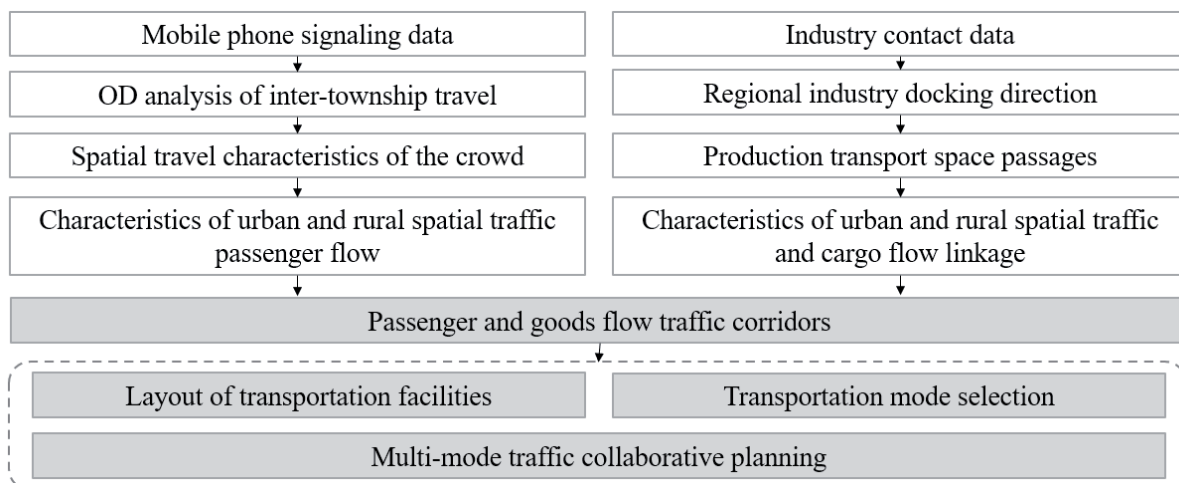 Mobile phone signaling data
Industry contact data
OD analysis of inter-township travel
Regional industry docking direction
Spatial travel characteristics of the crowd
Production transport space passages
Characteristics of urban and rural spatial traffic
passenger flow
Characteristics of urban and rural spatial traffic
and cargo flow linkage
Passenger and goods flow traffic corridors
Layout of transportation facilities
Transportation mode selection
Multi-mode traffic collaborative planning